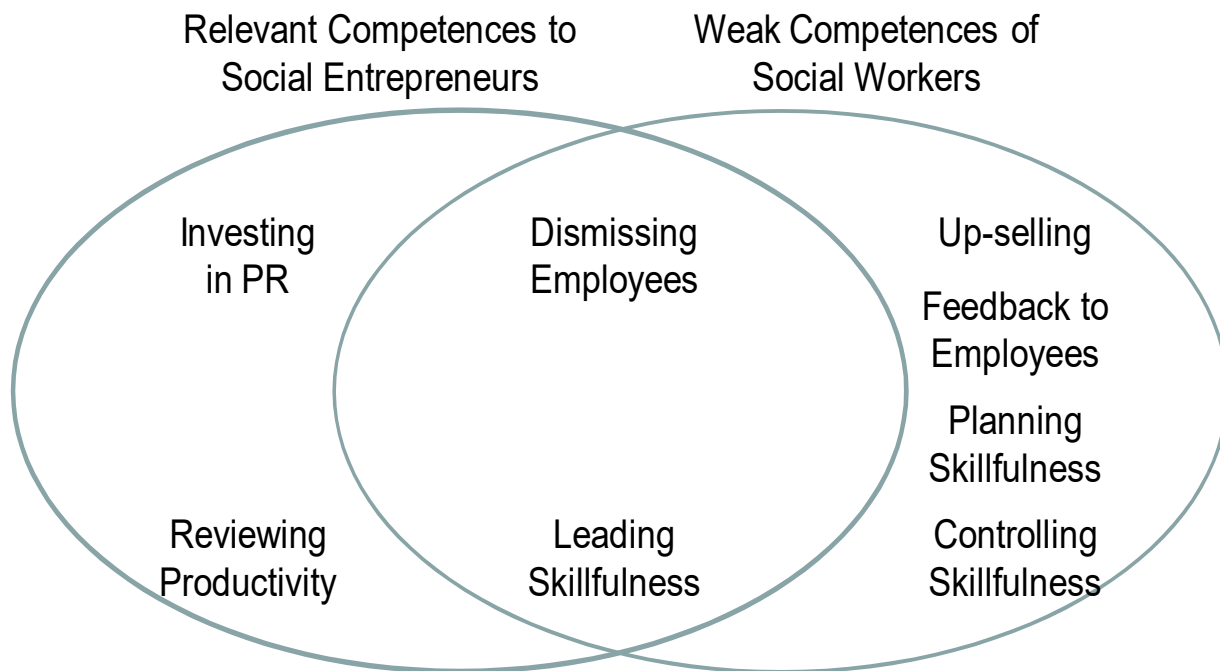 Relevant Competences to
Social Entrepreneurs
Weak Competences of
Social Workers
Investing
in PR
Reviewing
Productivity
Dismissing
Employees
Leading
Skillfulness
Up-selling
Feedback to
Employees
Planning
Skillfulness
Controlling
Skillfulness